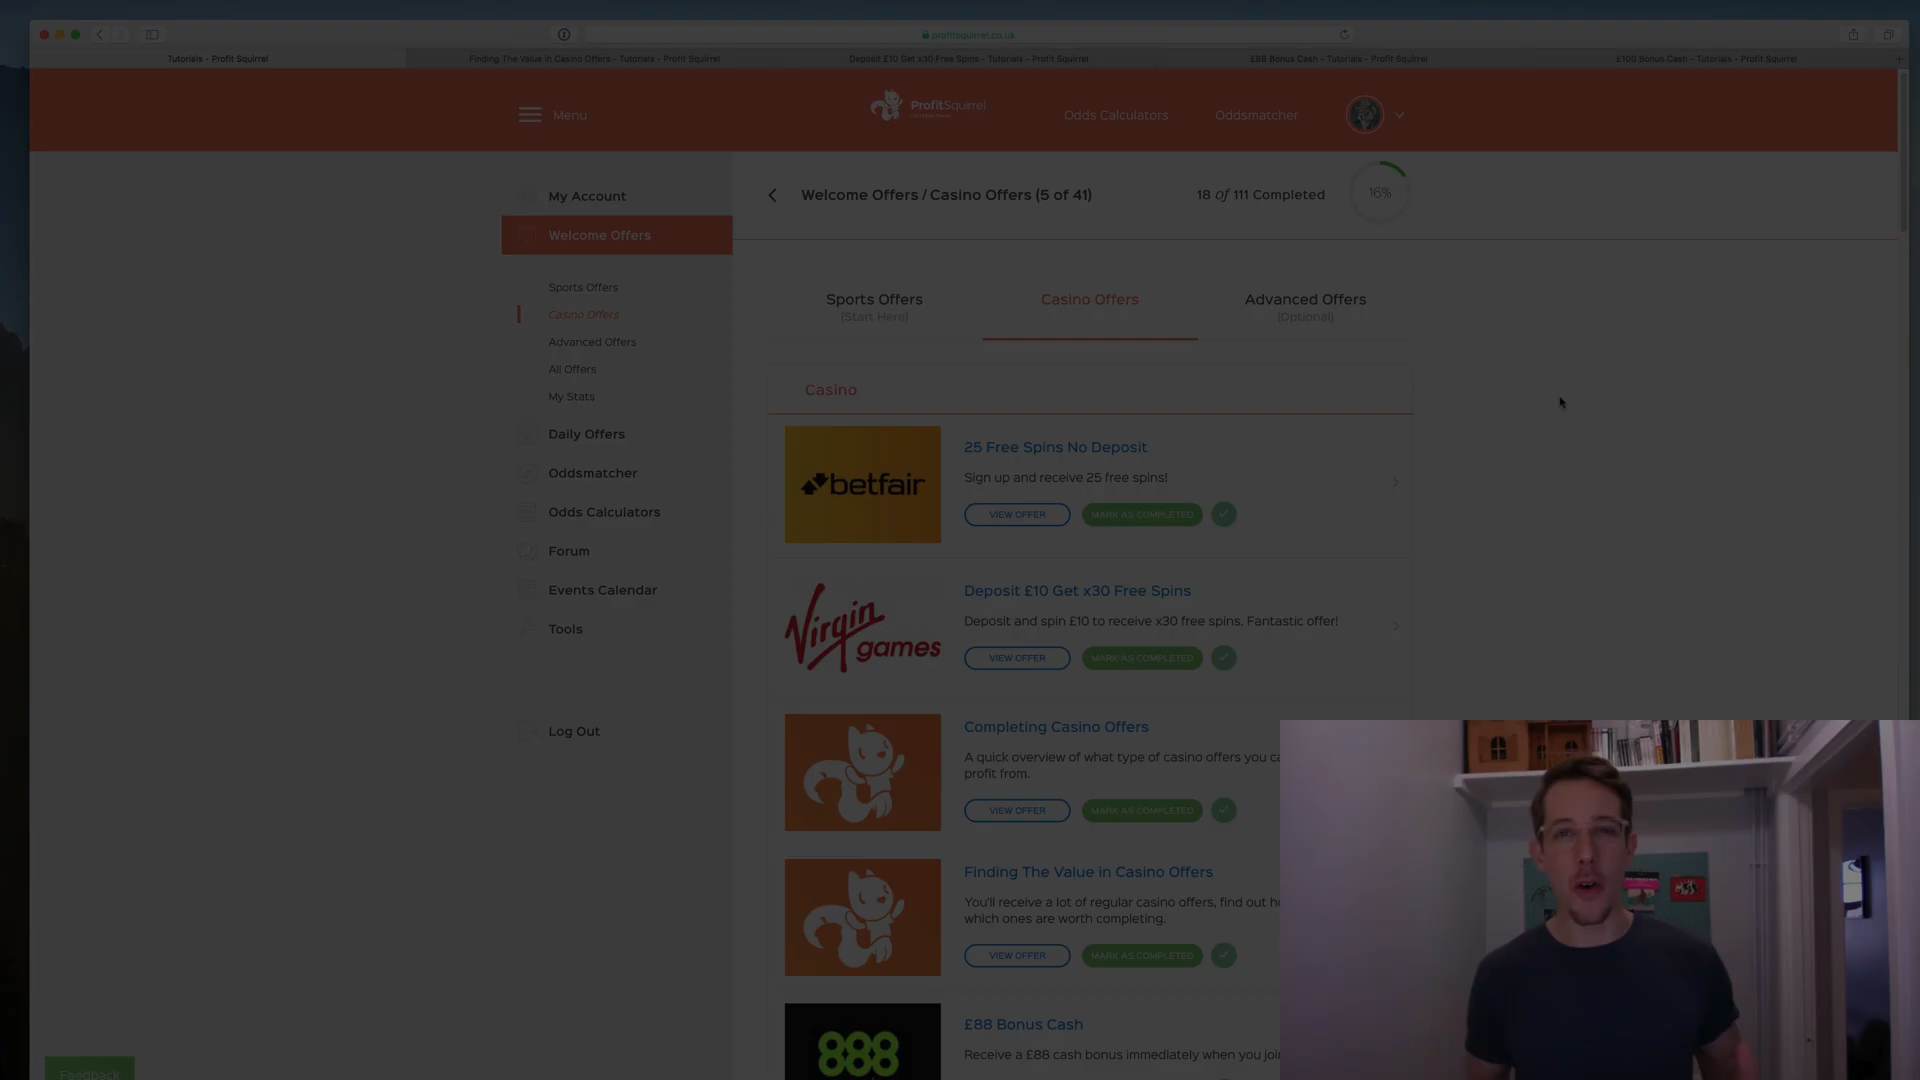 profitsquirrel.co.uk
Tutorials - Profit Squirrel
Finding The Value in Casino Offers - Tutorials - Profit Squirrel
Deposit £10 Get x30 Free Spins - Tutorials - Profit Squirrel
£88 Bonus Cash - Tutorials - Profit Squirrel
£100 Bonus Cash - Tutorials - Profit Squirrel
Menu
ProfitSquirrel
Odds Calculators
Oddsmatcher
My Account
Welcome Offers
Sports Offers
Casino Offers
Advanced Offers
All Offers
My Stats
Daily Offers
Oddsmatcher
Odds Calculators
Forum
Events Calendar
Tools
Log Out
Feedback
Welcome Offers / Casino Offers (5 of 41)
18 of 111 Completed
16%
Sports Offers
(Start Here)
Casino Offers
Advanced Offers
(Optional)
Casino
betfair
25 Free Spins No Deposit
Sign up and receive 25 free spins!
VIEW OFFER
MARK AS COMPLETED
Virgin
games
Deposit £10 Get x30 Free Spins
Deposit and spin £10 to receive x30 free spins. Fantastic offer!
VIEW OFFER
MARK AS COMPLETED
Completing Casino Offers
A quick overview of what type of casino offers you ca
profit from.
VIEW OFFER
MARK AS COMPLETED
Finding The Value in Casino Offers
You'll receive a lot of regular casino offers, find out h
which ones are worth completing.
VIEW OFFER
MARK AS COMPLETED
888
£88 Bonus Cash
Receive a £88 cash bonus immediately when you join